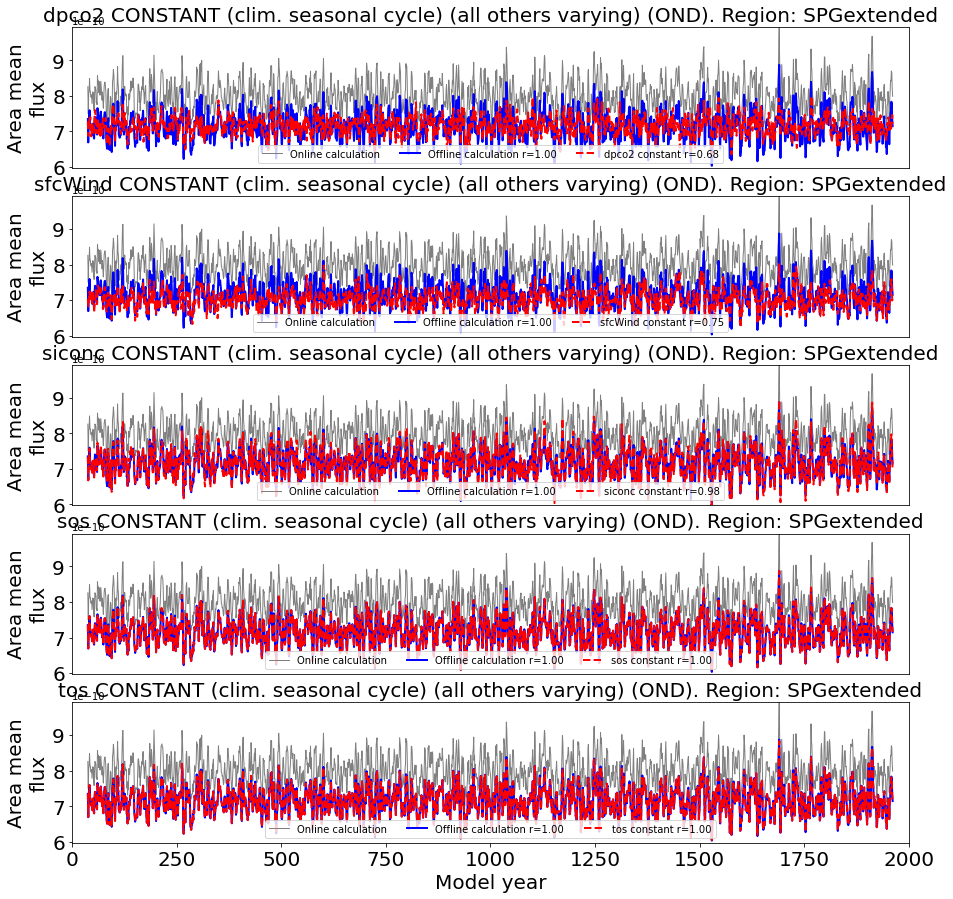 dpco2 CONSTANT (clim. seasonal cycle) (all others varying) (OND). Region: SPGextended
1e−10
Area mean
flux
9
8
7
6
Online calculation Offline calculation r=1.00 dpco2 constant r=0.68
sfcWind CONSTANT (clim. seasonal cycle) (all others varying) (OND). Region: SPGextended
1e−10
Area mean
flux
9
8
7
6
Online calculation Offline calculation r=1.00 sfcWind constant r=0.75
siconc CONSTANT (clim. seasonal cycle) (all others varying) (OND). Region: SPGextended
1e−10
Area mean
flux
9
8
7
6
Online calculation Offline calculation r=1.00 siconc constant r=0.98
sos CONSTANT (clim. seasonal cycle) (all others varying) (OND). Region: SPGextended
1e−10
Area mean
flux
9
8
7
6
Online calculation Offline calculation r=1.00 sos constant r=1.00
tos CONSTANT (clim. seasonal cycle) (all others varying) (OND). Region: SPGextended
1e−10
Area mean
flux
9
8
7
6
Online calculation Offline calculation r=1.00 tos constant r=1.00
0 250 500 750 1000 1250 1500 1750 2000
Model year